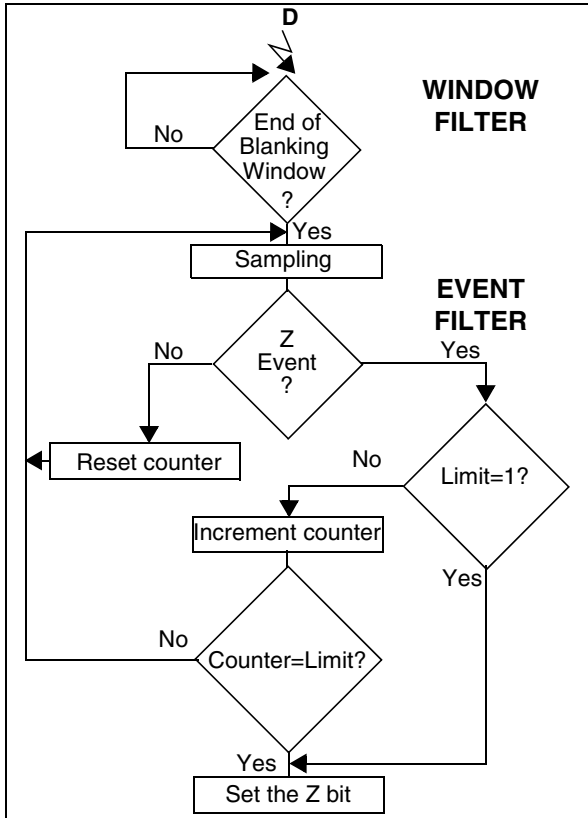 D
WINDOW
FILTER
End of
Blanking
Window
?
No
Yes
Sampling
EVENT
FILTER
Z
Event
?
No
Yes
Reset counter
Limit=1?
No
Increment counter
Yes
Counter=Limit?
No
Yes
Set the Z bit